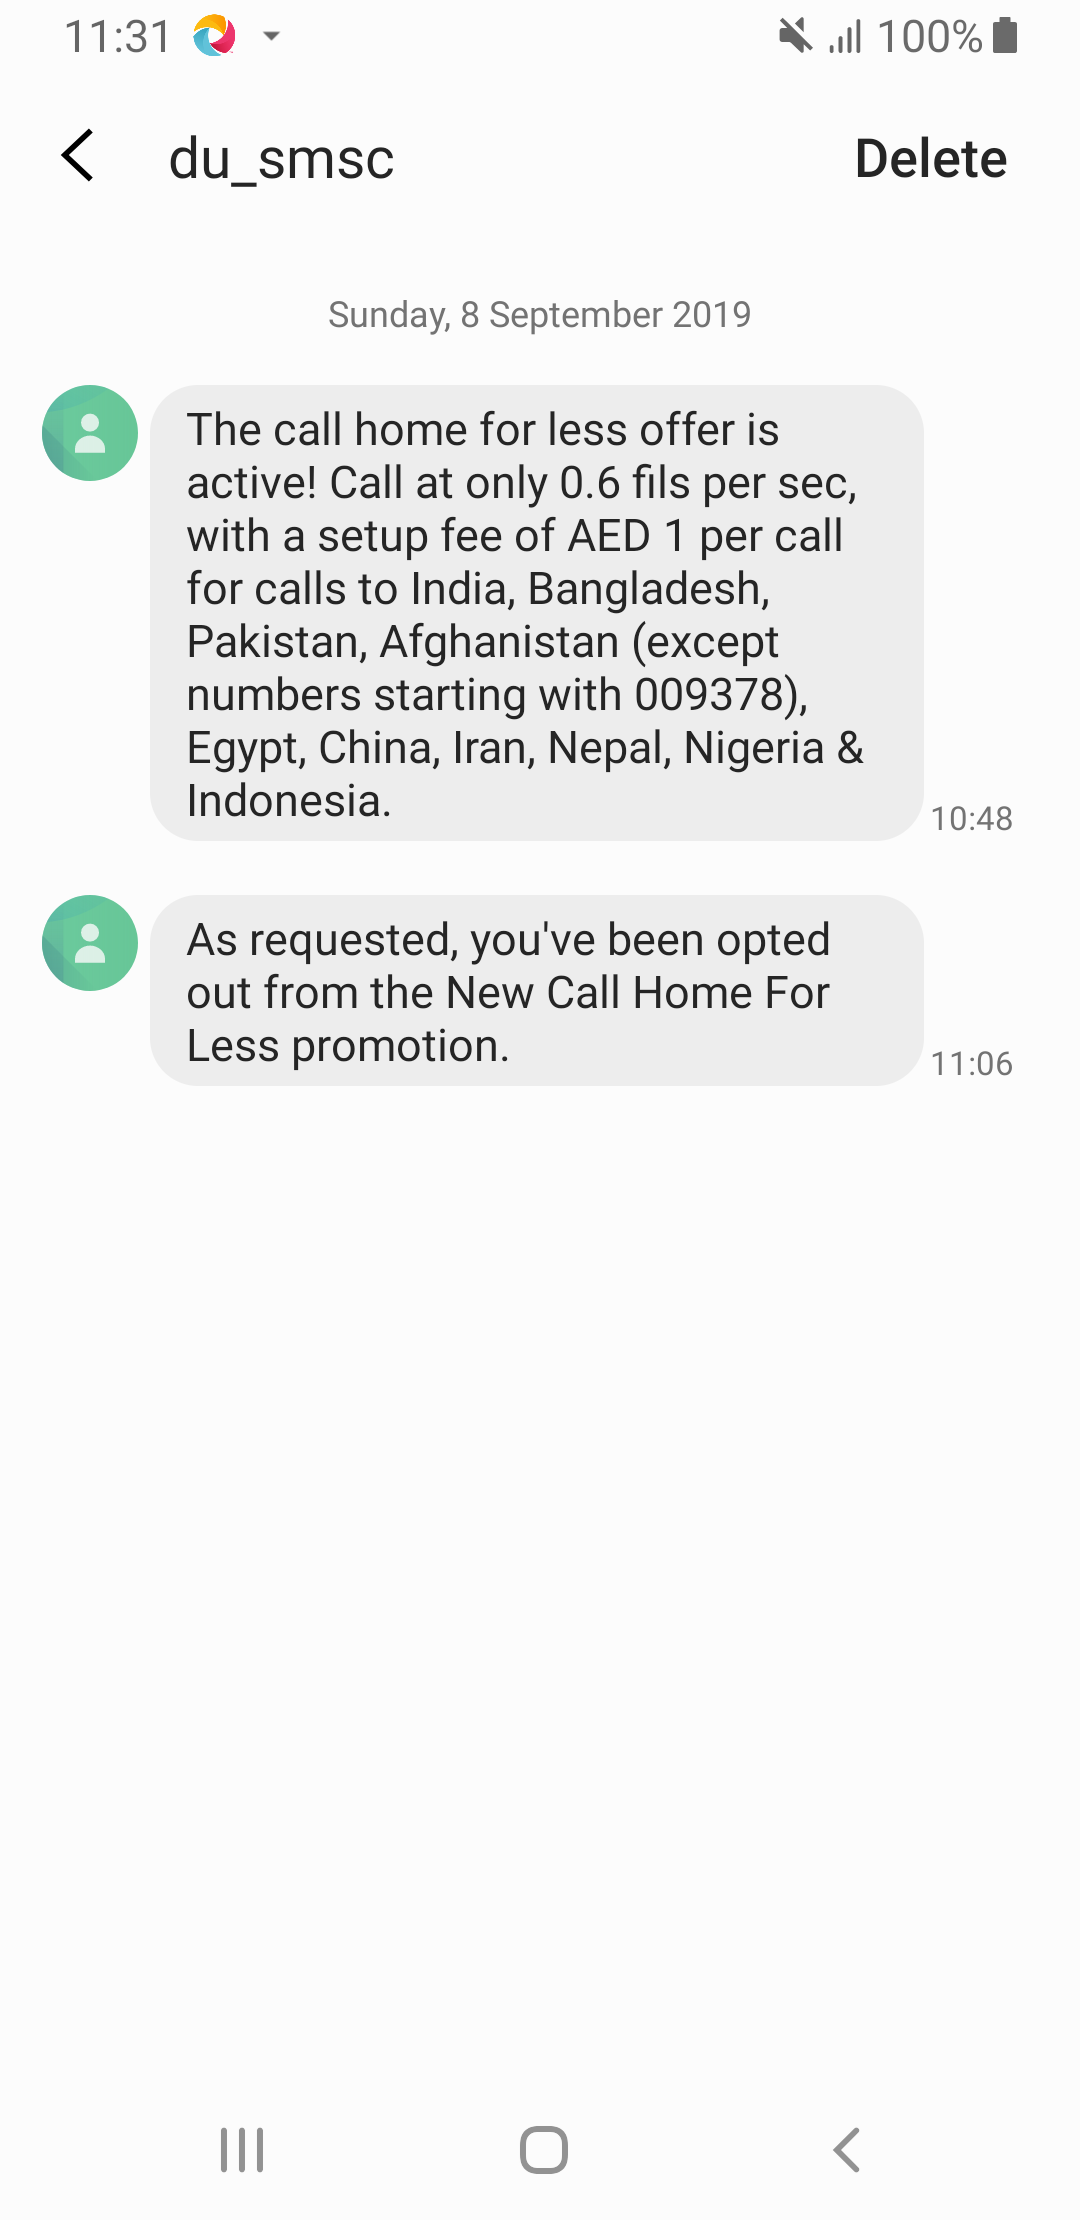 11:31
100%
du_smsc
Delete
Sunday, 8 September 2019
The call home for less offer is
active! Call at only 0.6 fils per sec,
with a setup fee of AED 1 per call
for calls to India, Bangladesh,
Pakistan, Afghanistan (except
numbers starting with 009378),
Egypt, China, Iran, Nepal, Nigeria &
Indonesia.
10:48
As requested, you've been opted
out from the New Call Home For
Less promotion.
11:06